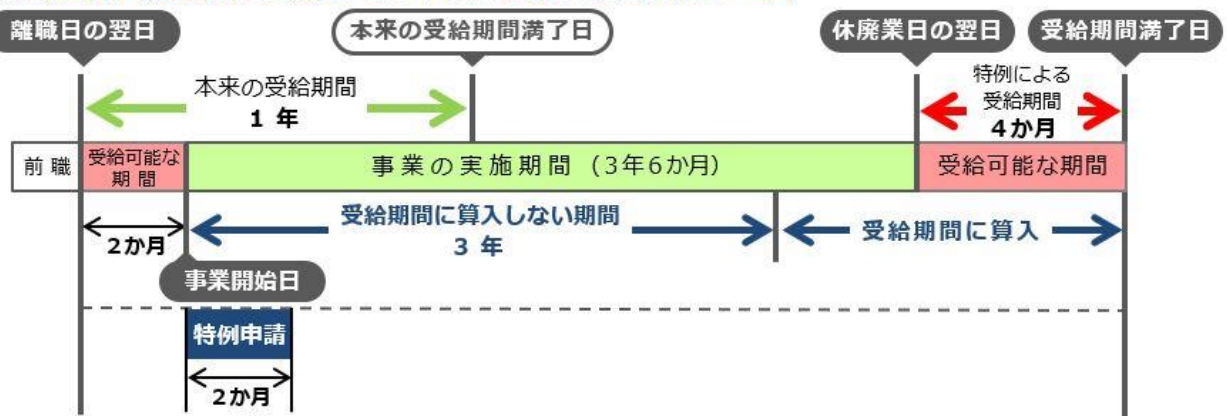 離職日の翌日
本来の受給期間満了日
休廃業日の翌日
受給期間満了日
本来の受給期間
1 年
特例による
受給期間
4か月
前職
受給可能な
期間
事業の実施期間（3年6か月）
受給可能な期間
2か月
受給期間に算入しない期間
3 年
受給期間に算入
事業開始日
特例申請
2か月